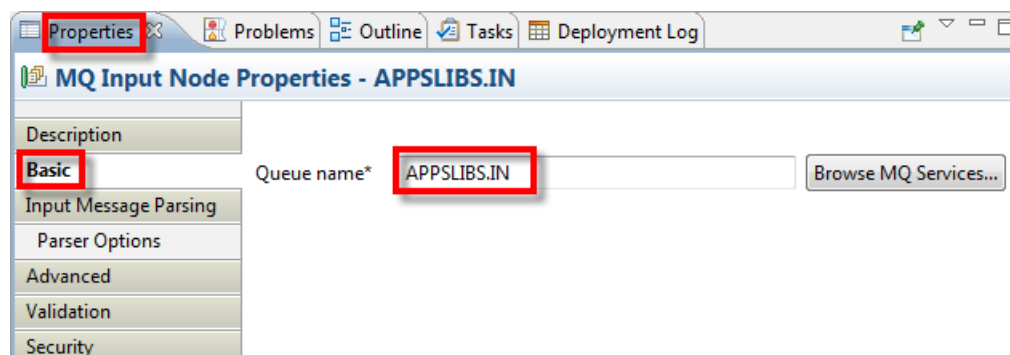 Properties Problems Outline Tasks Deployment Log
MQ Input Node Properties - APPSLIBS.IN
Description
Basic
Queue name* APPSLIBS.IN Browse MQ Services...
Input Message Parsing
Parser Options
Advanced
Validation
Security